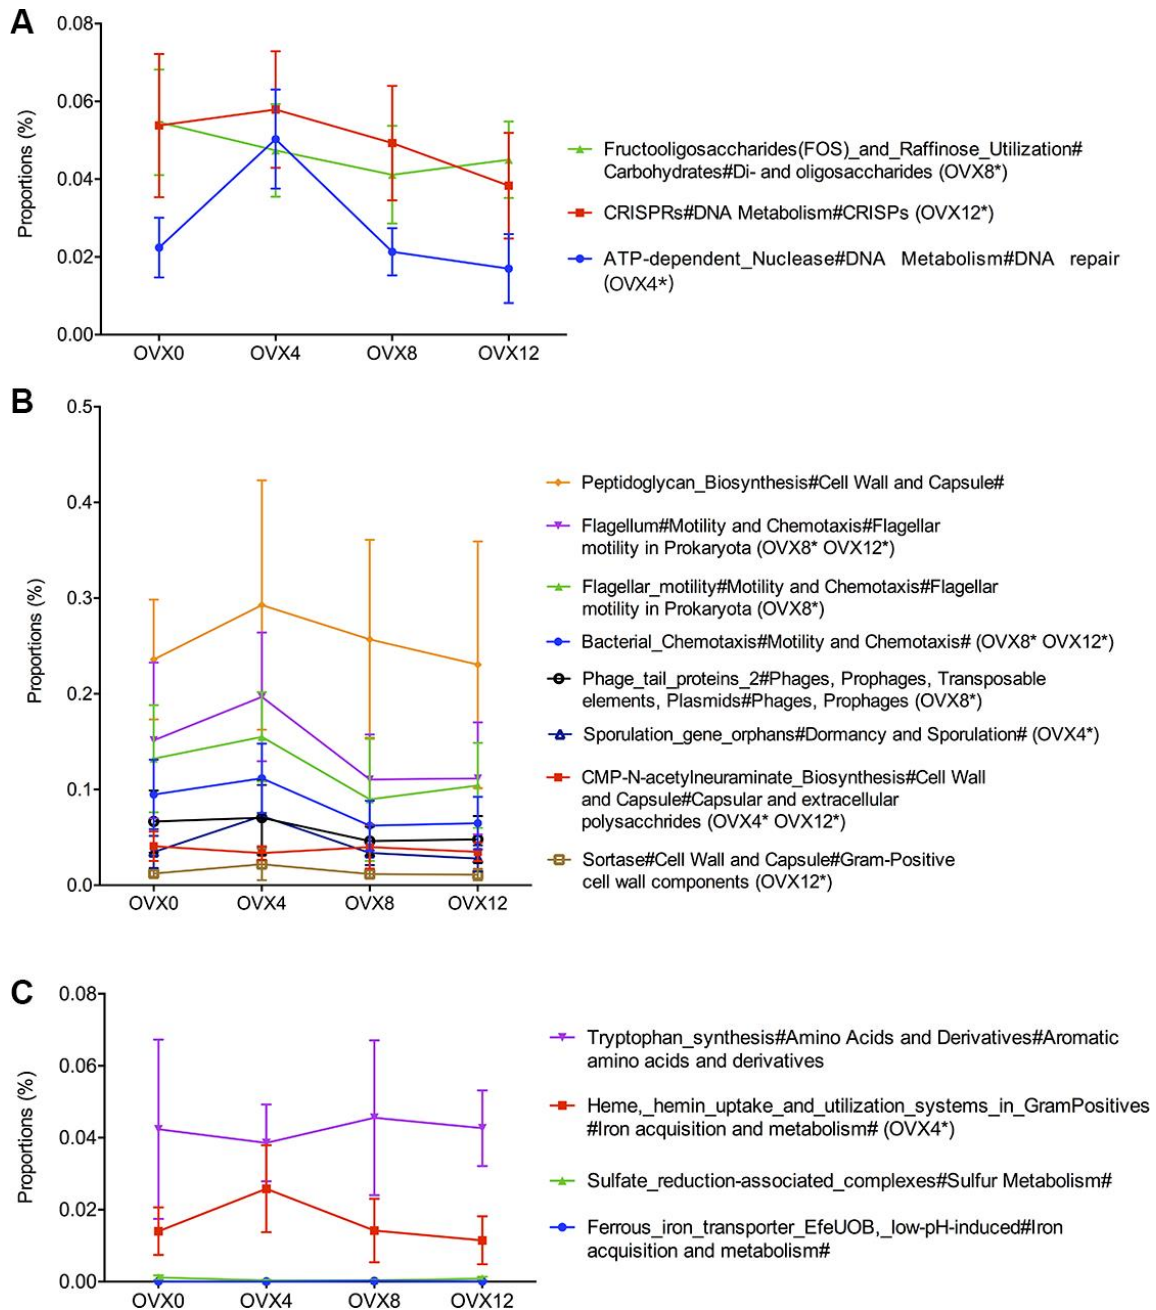 A
0.08
0.06
0.04
0.02
0.00
Proportions (%)
OVX0 OVX4 OVX8 OVX12
Fructooligosaccharides(FOS)_and_Raffinose_Utilization#
Carbohydrates#Di- and oligosaccharides (OVX8*)
CRISPRs#DNA Metabolism#CRISPs (OVX12*)
ATP-dependent_Nuclease#DNA Metabolism#DNA repair
(OVX4*)
B
0.5
0.4
0.3
0.2
0.1
0.0
Proportions (%)
OVX0 OVX4 OVX8 OVX12
Peptidoglycan_Biosynthesis#Cell Wall and Capsule#
Flagellum#Motility and Chemotaxis#Flagellar
motility in Prokaryota (OVX8* OVX12*)
Flagellar_motility#Motility and Chemotaxis#Flagellar
motility in Prokaryota (OVX8*)
Bacterial_Chemotaxis#Motility and Chemotaxis# (OVX8* OVX12*)
Phage_tail_proteins_2#Phages, Prophages, Transposable
elements, Plasmids#Phages, Prophages (OVX8*)
Sporulation_gene_orphans#Dormancy and Sporulation# (OVX4*)
CMP-N-acetylneuraminate_Biosynthesis#Cell Wall
and Capsule#Capsular and extracellular
polysacchrides (OVX4* OVX12*)
Sortase#Cell Wall and Capsule#Gram-Positive
cell wall components (OVX12*)
C
0.08
0.06
0.04
0.02
0.00
Proportions (%)
OVX0 OVX4 OVX8 OVX12
Tryptophan_synthesis#Amino Acids and Derivatives#Aromatic
amino acids and derivatives
Heme,_hemin_uptake_and_utilization_systems_in_GramPositives
#Iron acquisition and metabolism# (OVX4*)
Sulfate_reduction-associated_complexes#Sulfur Metabolism#
Ferrous_iron_transporter_EfeUOB,_low-pH-induced#Iron
acquisition and metabolism#